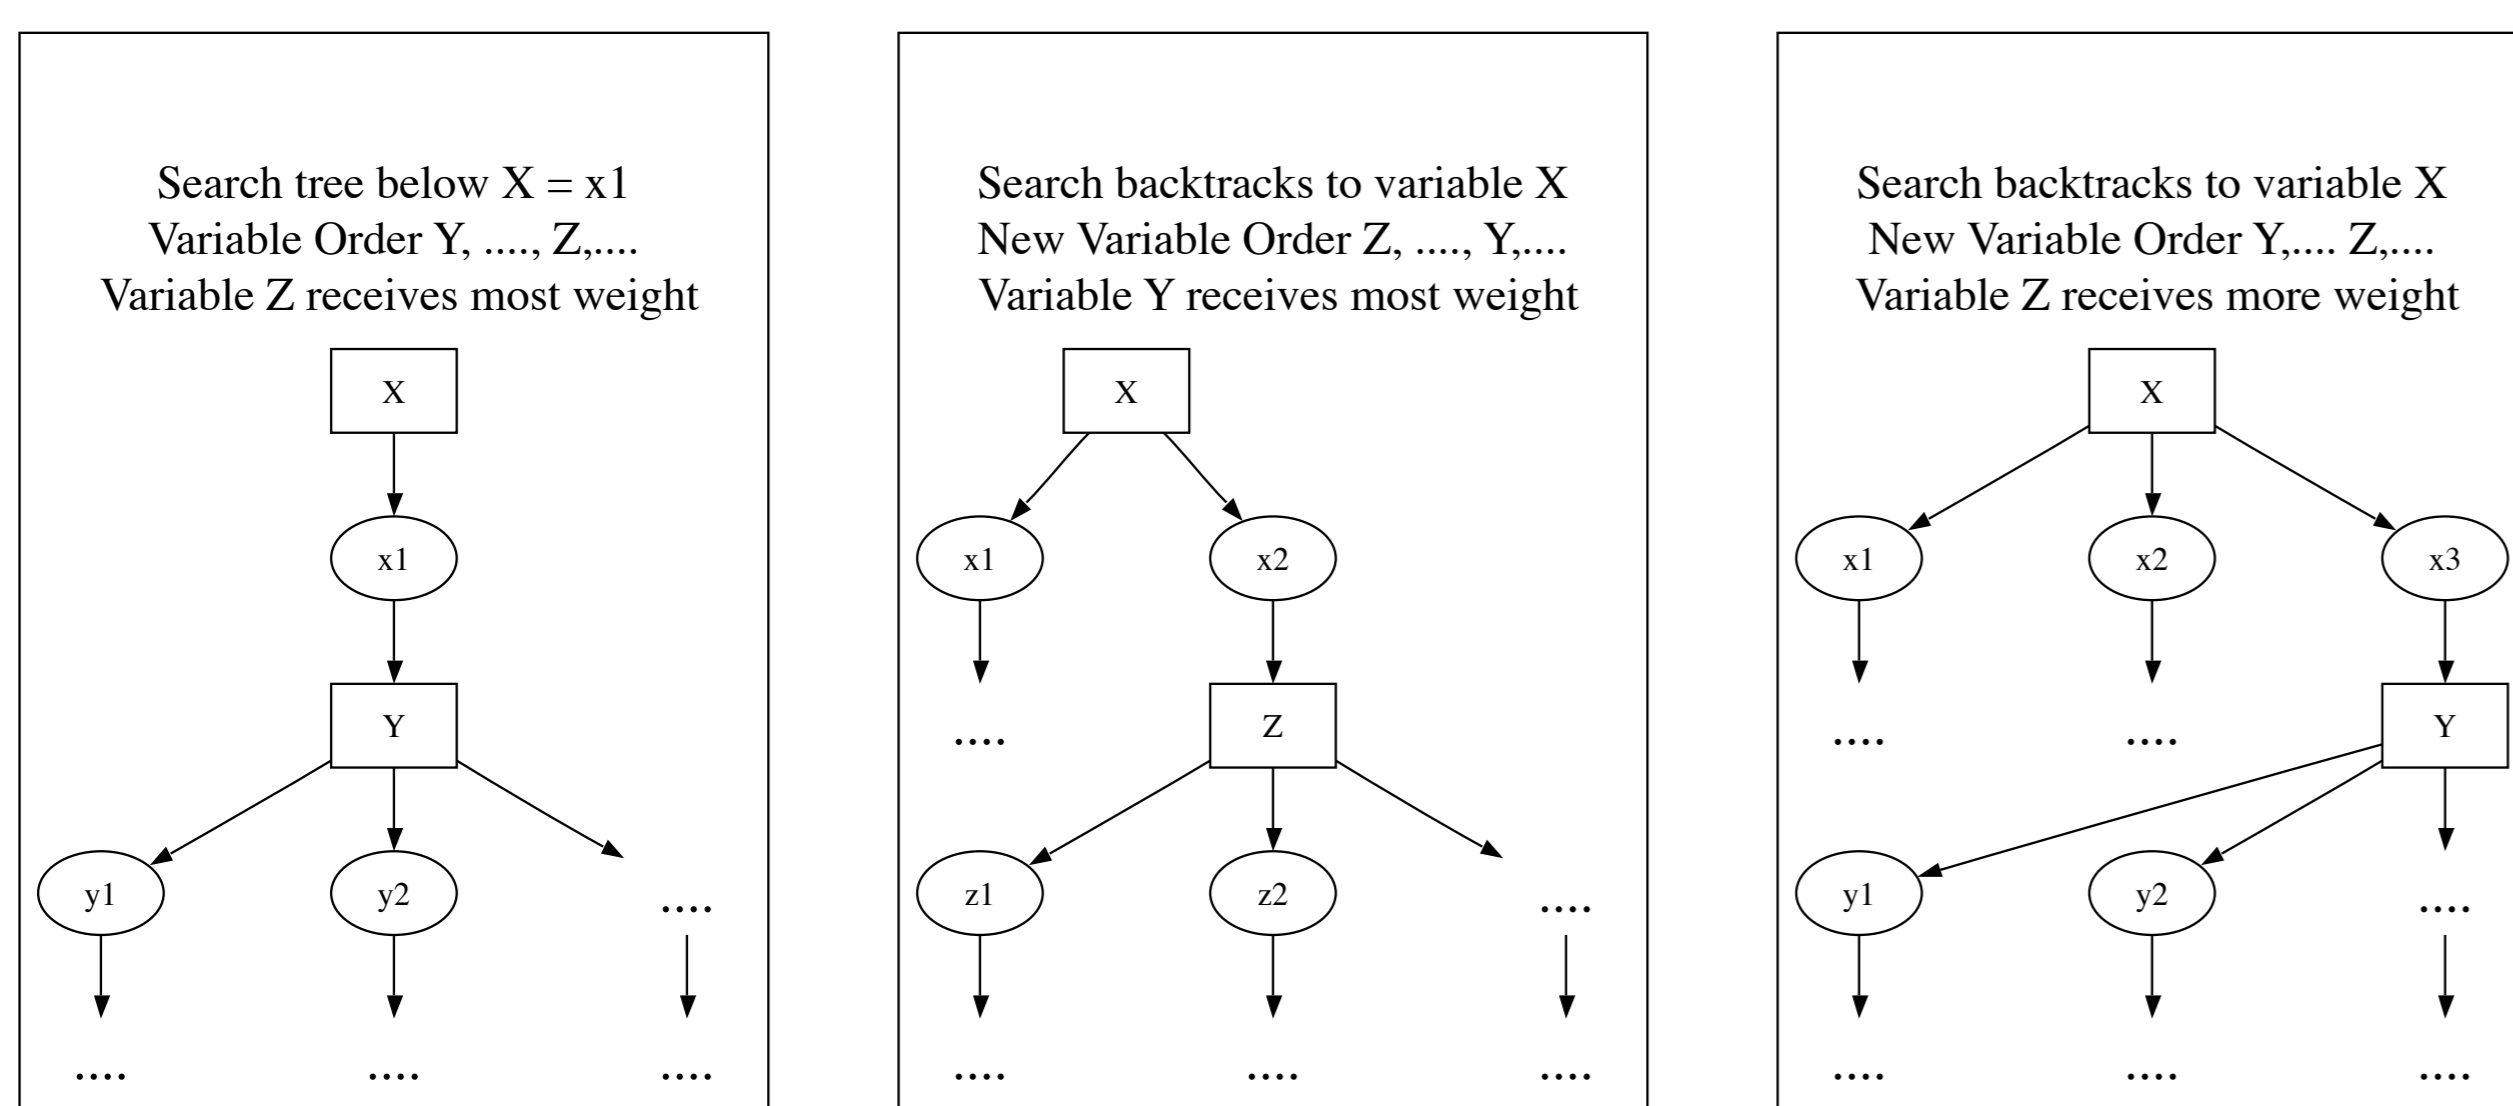 Search tree below X = x1
Variable Order Y, ...., Z,....
Variable Z receives most weight
X
x1
Y
y1
y2
....
....
....
....
Search backtracks to variable X
New Variable Order Z, ...., Y,....
Variable Y receives most weight
X
x1
x2
....
Z
z1
z2
....
....
....
....
Search backtracks to variable X
New Variable Order Y,.... Z,....
Variable Z receives more weight
X
x1
x2
x3
....
....
Y
y1
y2
....
....
....
....